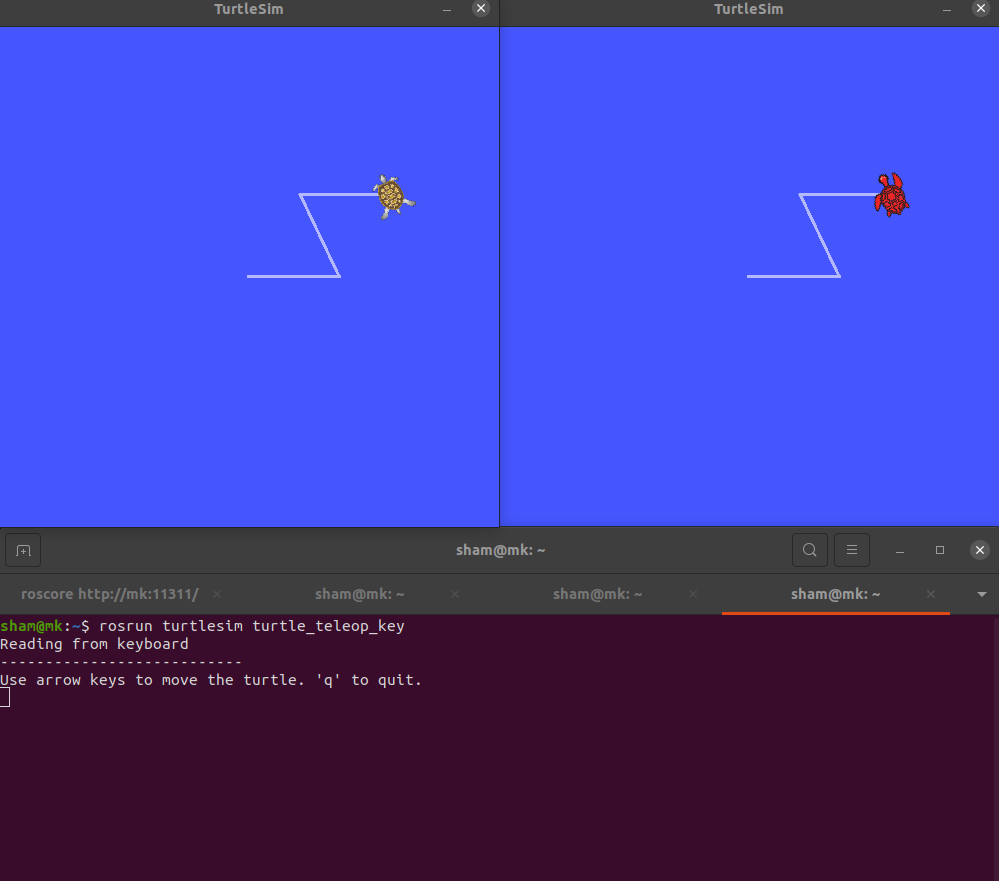 TurtleSim
TurtleSim
sham@mk: ~
roscore http://mk:11311/
sham@mk: ~
sham@mk: ~
sham@mk: ~
sham@mk:~$ rosrun turtlesim turtle_teleop_key
Reading from keyboard
---------------------------
Use arrow keys to move the turtle. 'q' to quit.